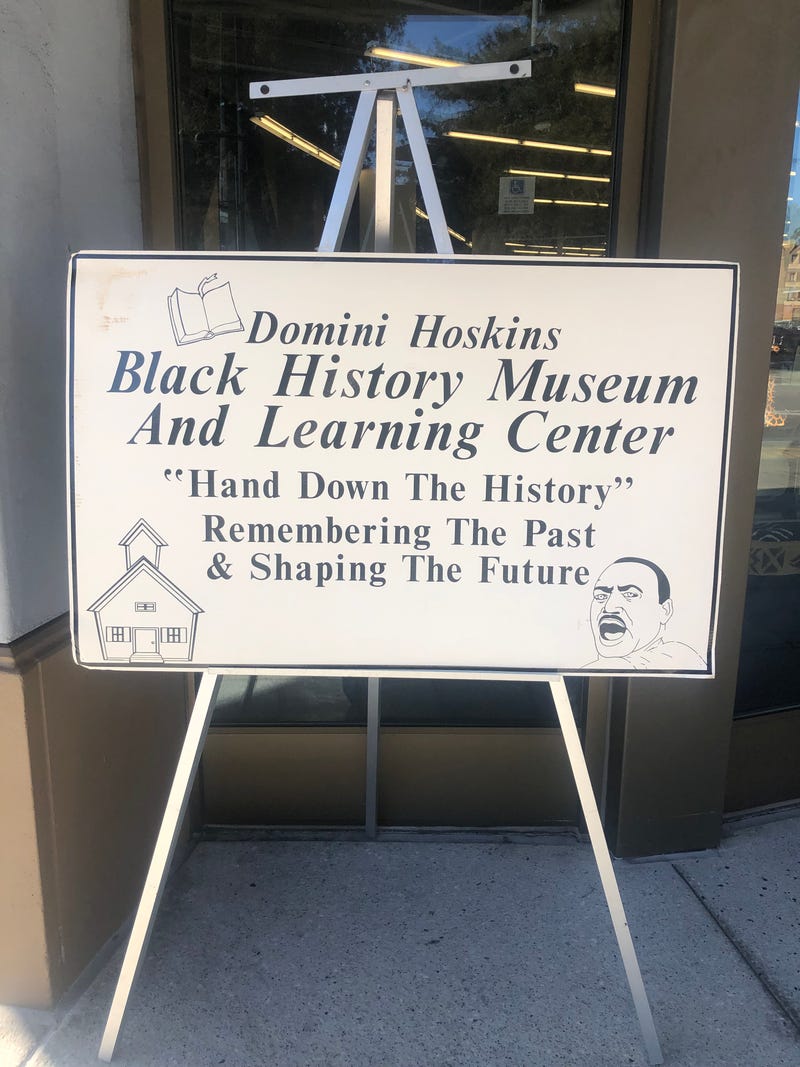 Domini Hoskins
Black History Museum
And Learning Center
“Hand Down The History”
Remembering The Past
& Shaping The Future